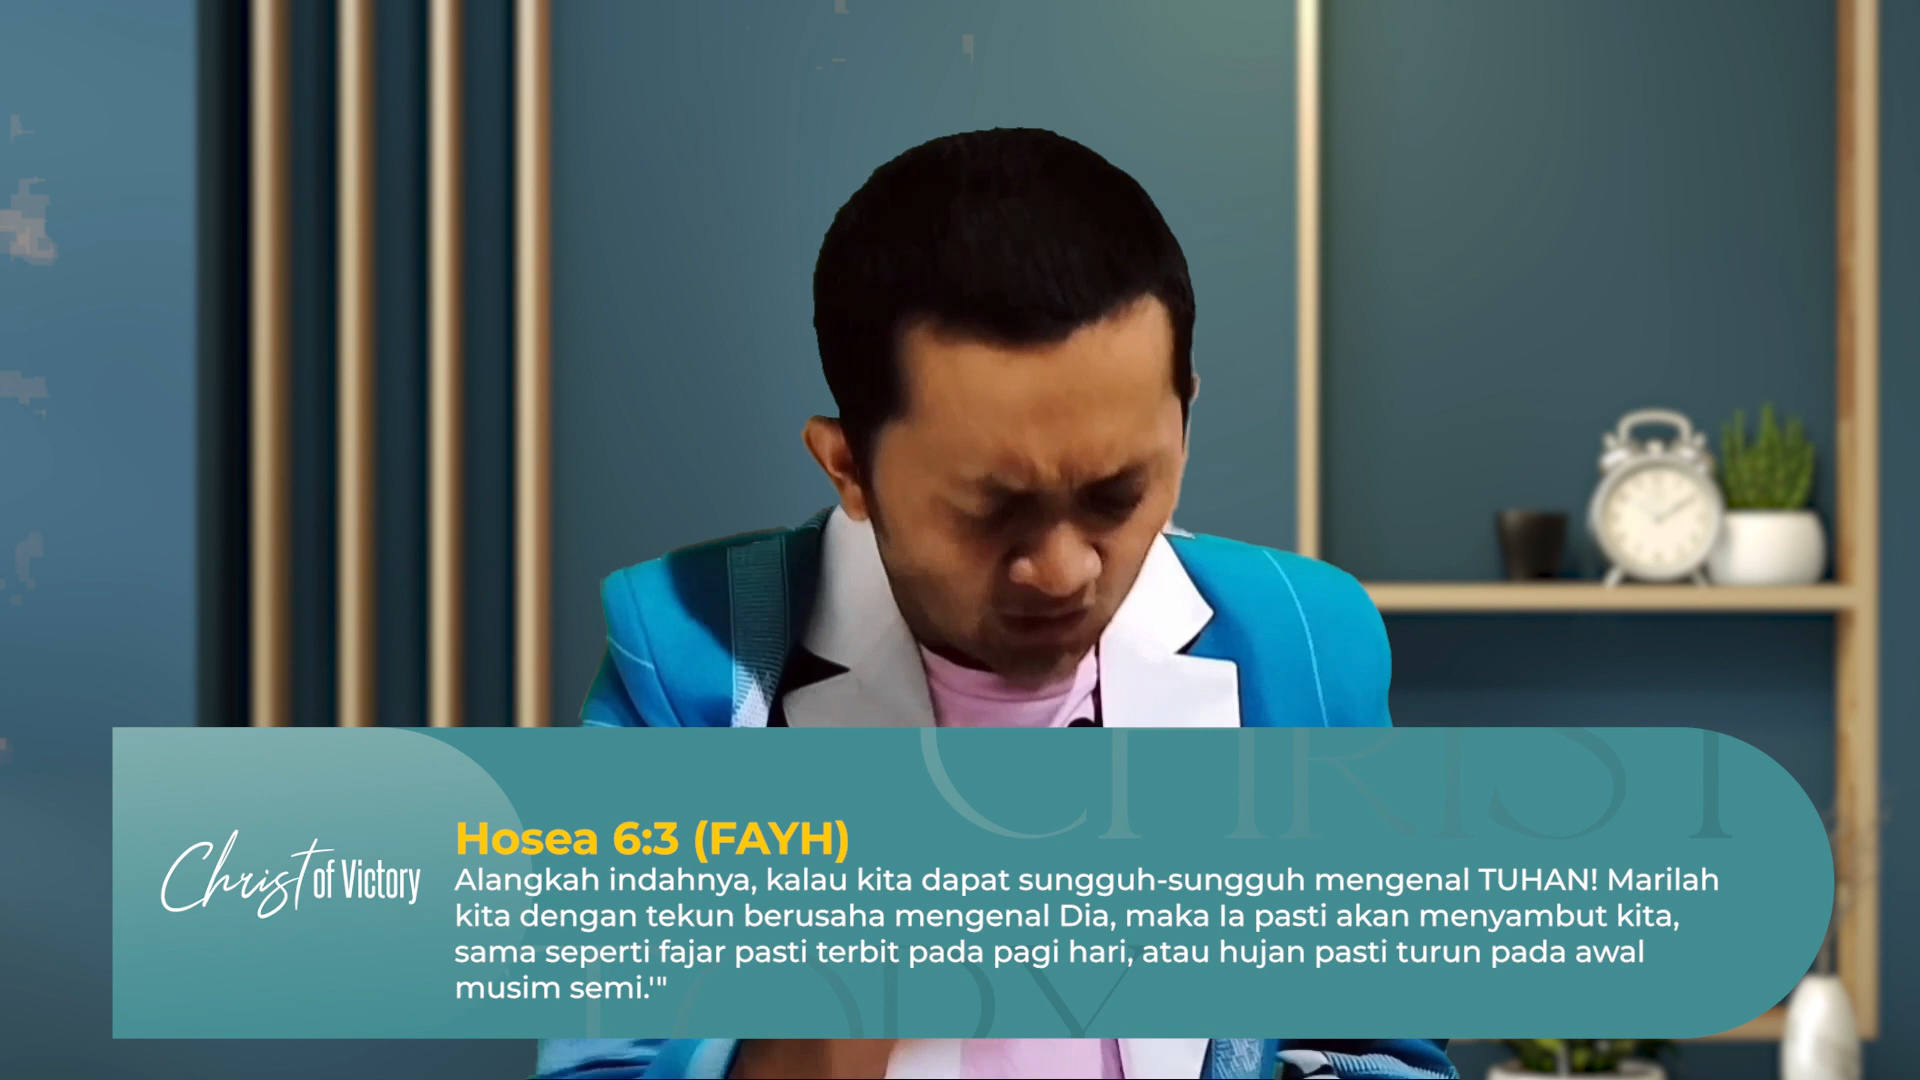 CHRIST
Christ of Victory
Hosea 6:3 (FAYH)
Alangkah indahnya, kalau kita dapat sungguh-sungguh mengenal TUHAN! Marilah
kita dengan tekun berusaha mengenal Dia, maka Ia pasti akan menyambut kita,
sama seperti fajar pasti terbit pada pagi hari, atau hujan pasti turun pada awal
musim semi.'"